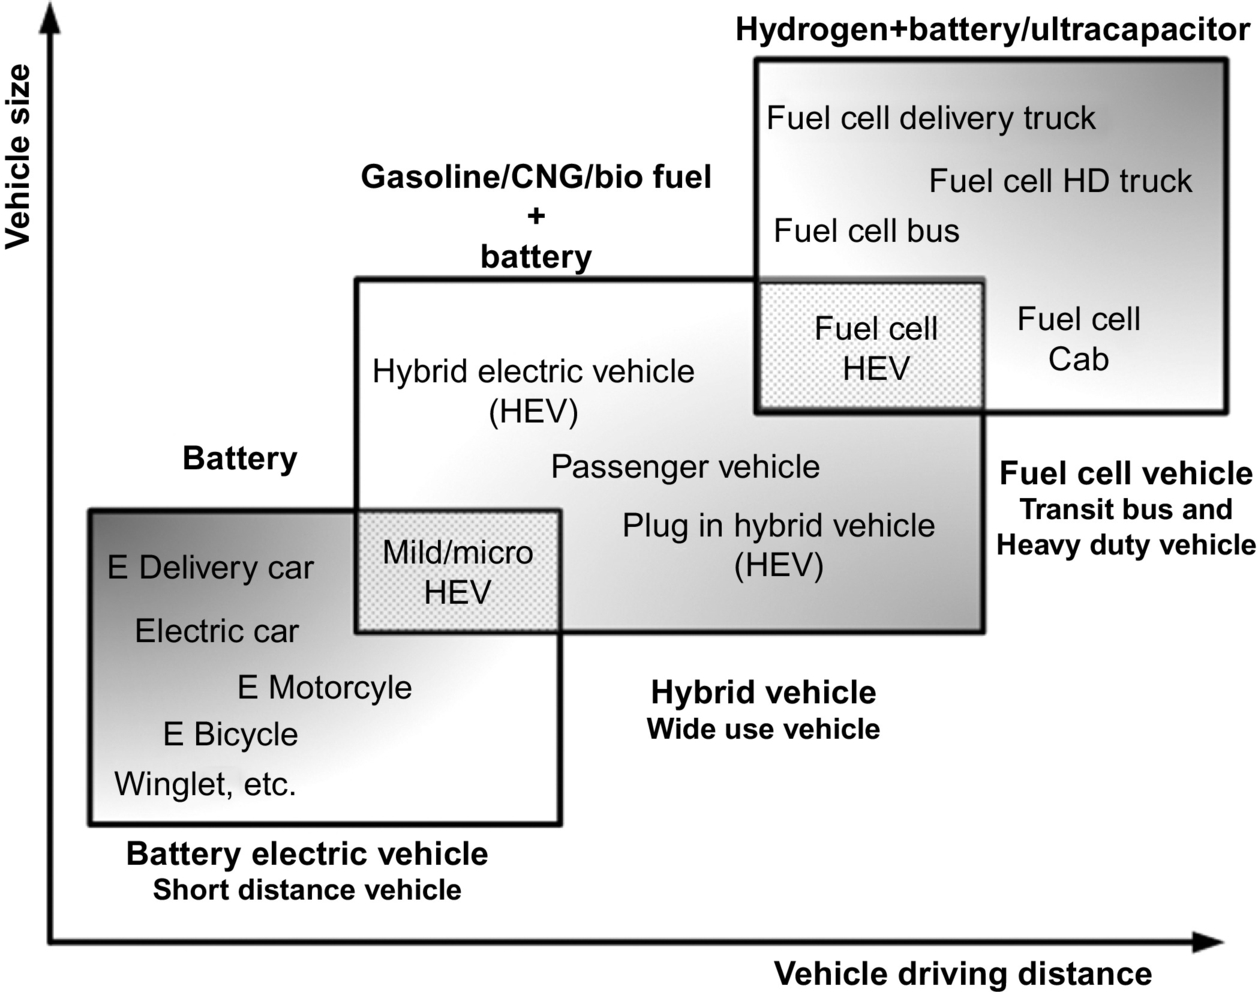 Hydrogen+battery/ultracapacitor
Vehicle size
Fuel cell delivery truck
Fuel cell HD truck
Fuel cell bus
Fuel cell
Cab
Fuel cell
HEV
Gasoline/CNG/bio fuel
+
battery
Hybrid electric vehicle
(HEV)
Passenger vehicle
Plug in hybrid vehicle
(HEV)
Fuel cell vehicle
Transit bus and
Heavy duty vehicle
Battery
Mild/micro
HEV
E Delivery car
Electric car
E Motorcyle
E Bicycle
Winglet, etc.
Hybrid vehicle
Wide use vehicle
Battery electric vehicle
Short distance vehicle
Vehicle driving distance